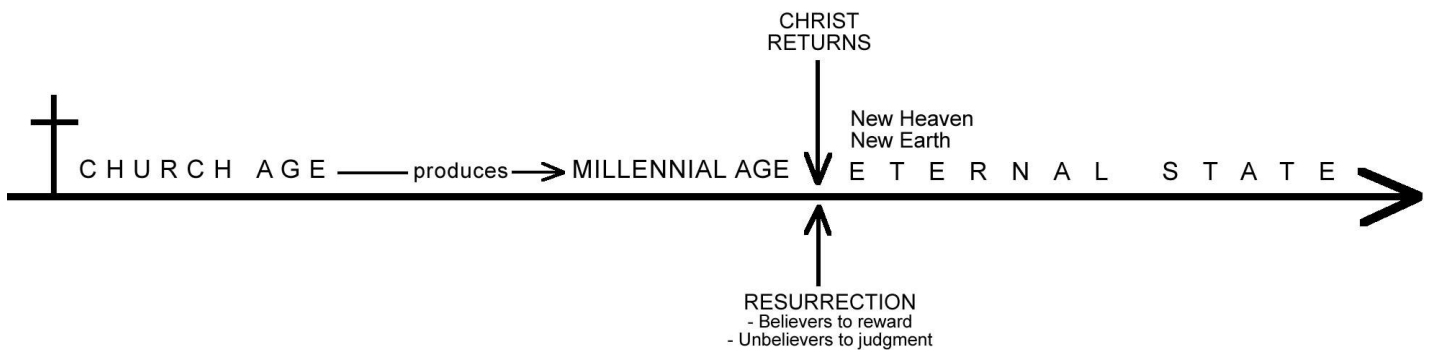 CHRIST
RETURNS
New Heaven
New Earth
CHURCH AGE produces MILLENNIAL AGE ETERNAL STATE
RESURRECTION
- Believers to reward
- Unbelievers to judgment